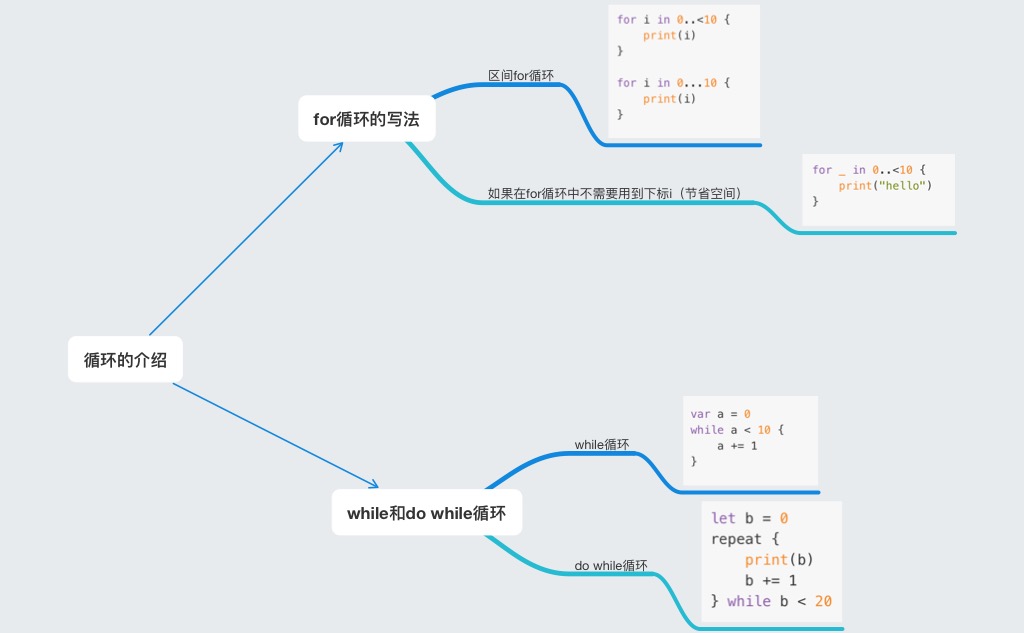 for i in 0..<10 {
    print(i)
}
for i in 0...10 {
    print(i)
}
区间for循环
for循环的写法
for _ in 0..<10 {
    print("hello")
}
如果在for循环中不需要用到下标i（节省空间）
循环的介绍
var a = 0
while a < 10 {
    a += 1
}
while循环
while和do while循环
let b = 0
repeat {
    print(b)
    b += 1
} while b < 20
do while循环